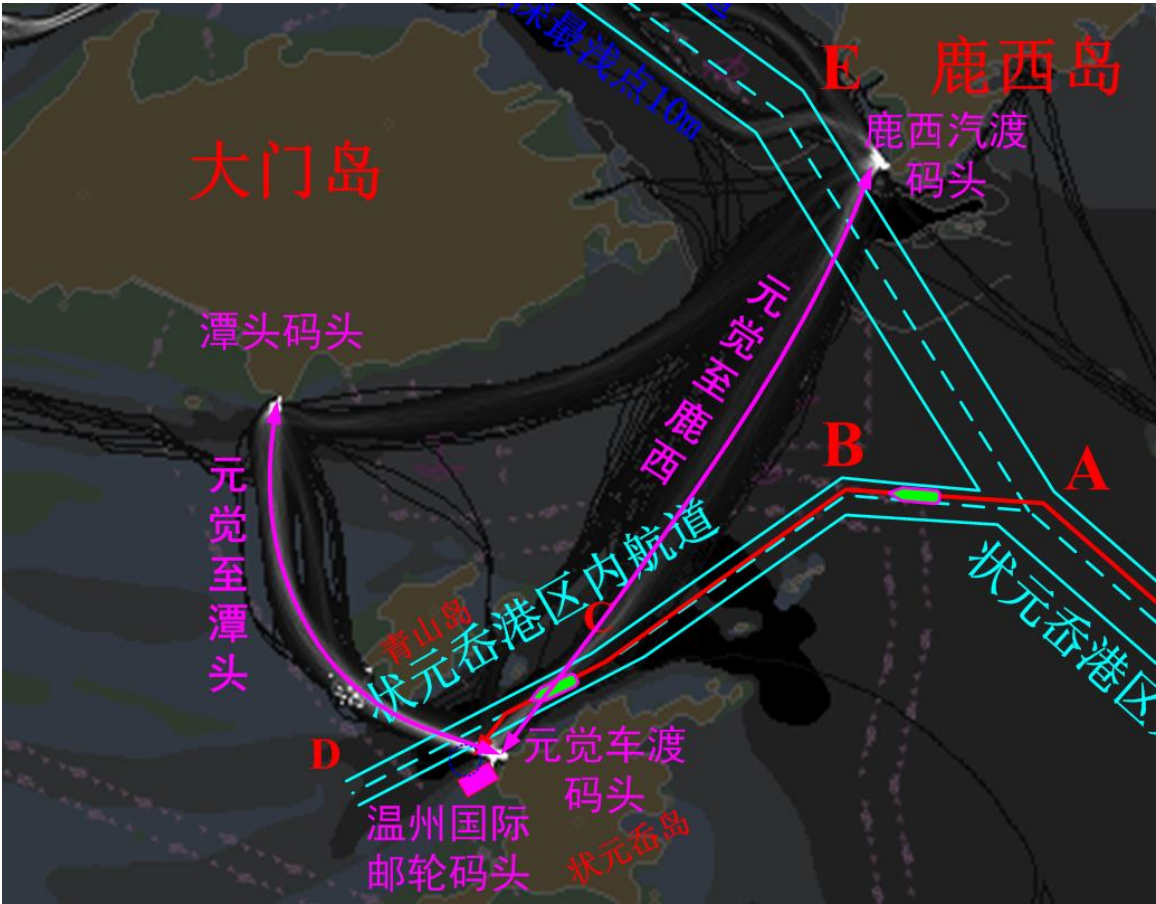 深最浅点10m
E
鹿西岛
鹿西汽渡
码头
大门岛
潭头码头
元觉至鹿西
元觉至潭头
B
A
状元岙港区内航道
C
青山岛
状元岙港区
D
元觉车渡
码头
温州国际
邮轮码头
状元岙岛